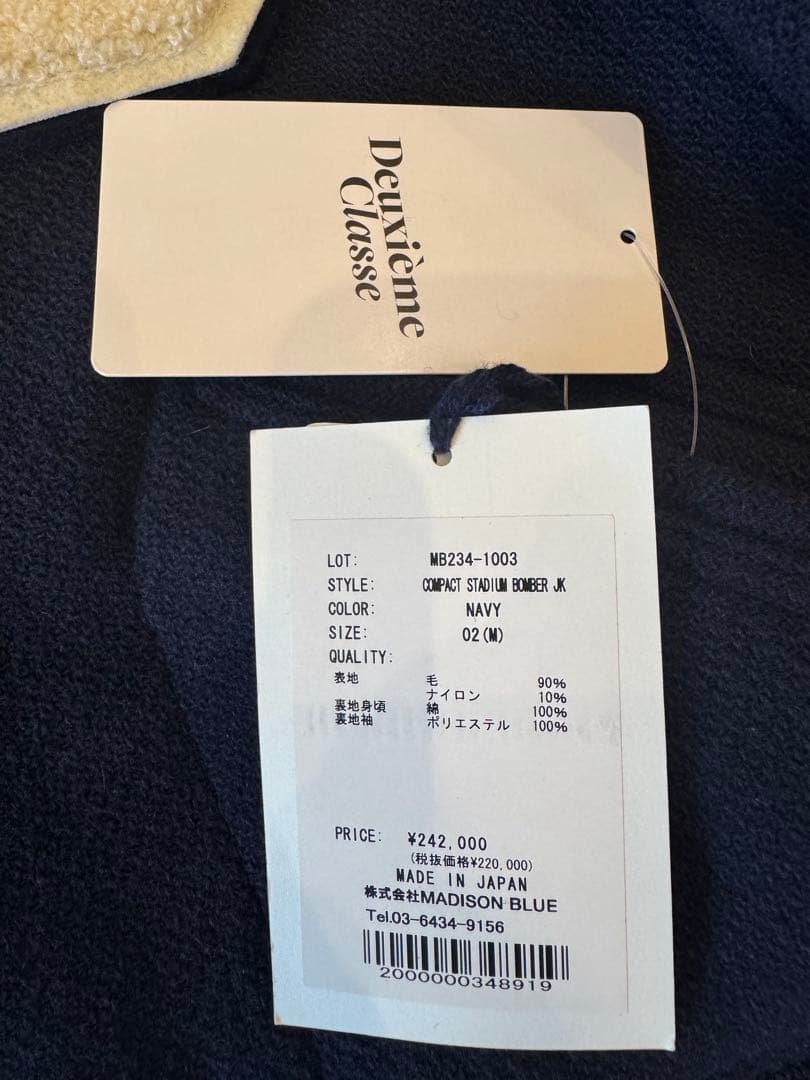 Deuxième
Classe
LOT: MB234-1003
STYLE: COMPACT STADIUM BOMBER JK
COLOR: NAVY
SIZE: 02(M)
QUALITY:
表地 毛 90%
ナイロン 10%
裏地身頃 綿 100%
裏地袖 ポリエステル 100%
PRICE: ¥242,000
(税抜価格¥220,000)
MADE IN JAPAN
株式会社MADISON BLUE
Tel.03-6434-9156
2000000348919